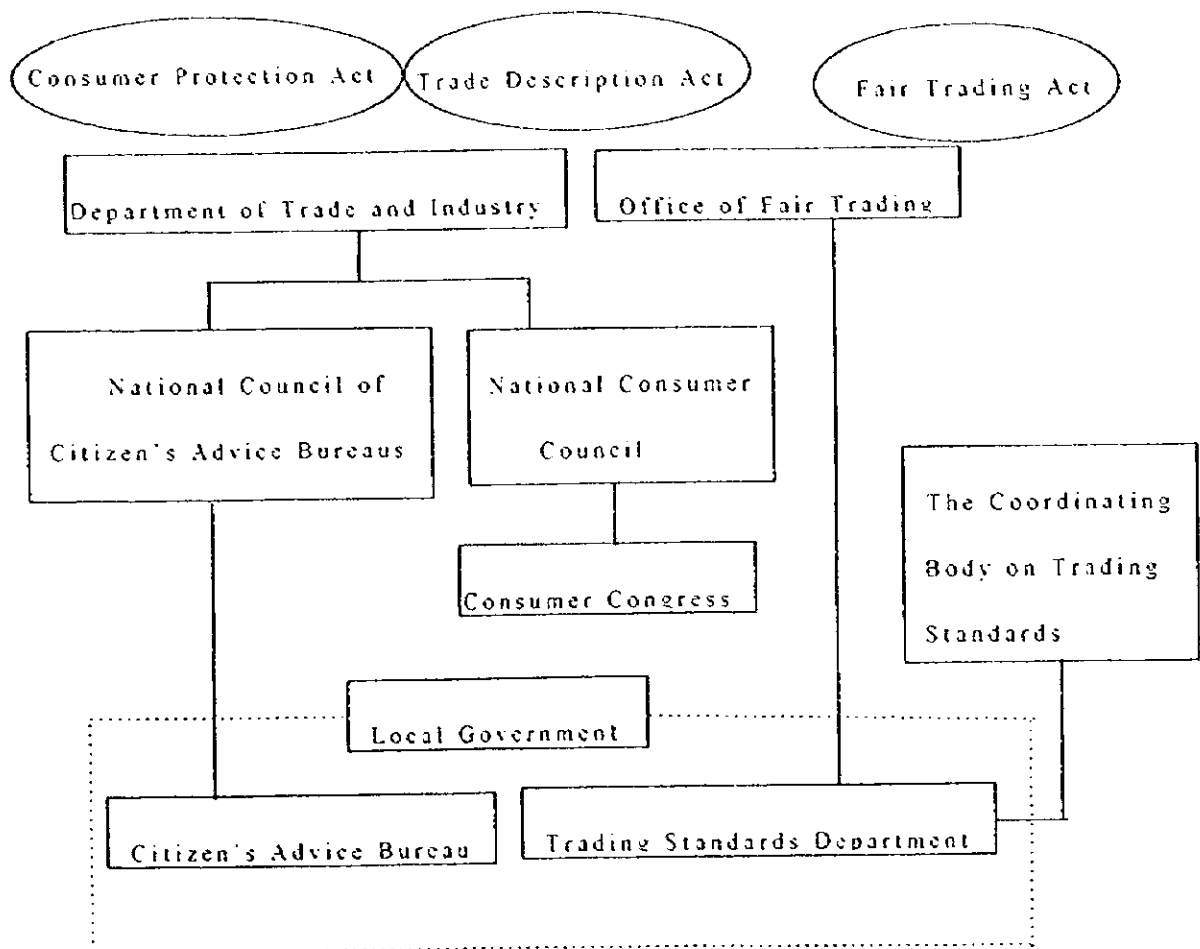 Consumer Protection Act
Trade Description Act
Fair Trading Act
Department of Trade and Industry
Office of Fair Trading
National Council of
Citizen's Advice Bureaus
National Consumer
Council
The Coordinating
Body on Trading
Standards
Consumer Congress
Local Government
Citizen's Advice Bureau
Trading Standards Department